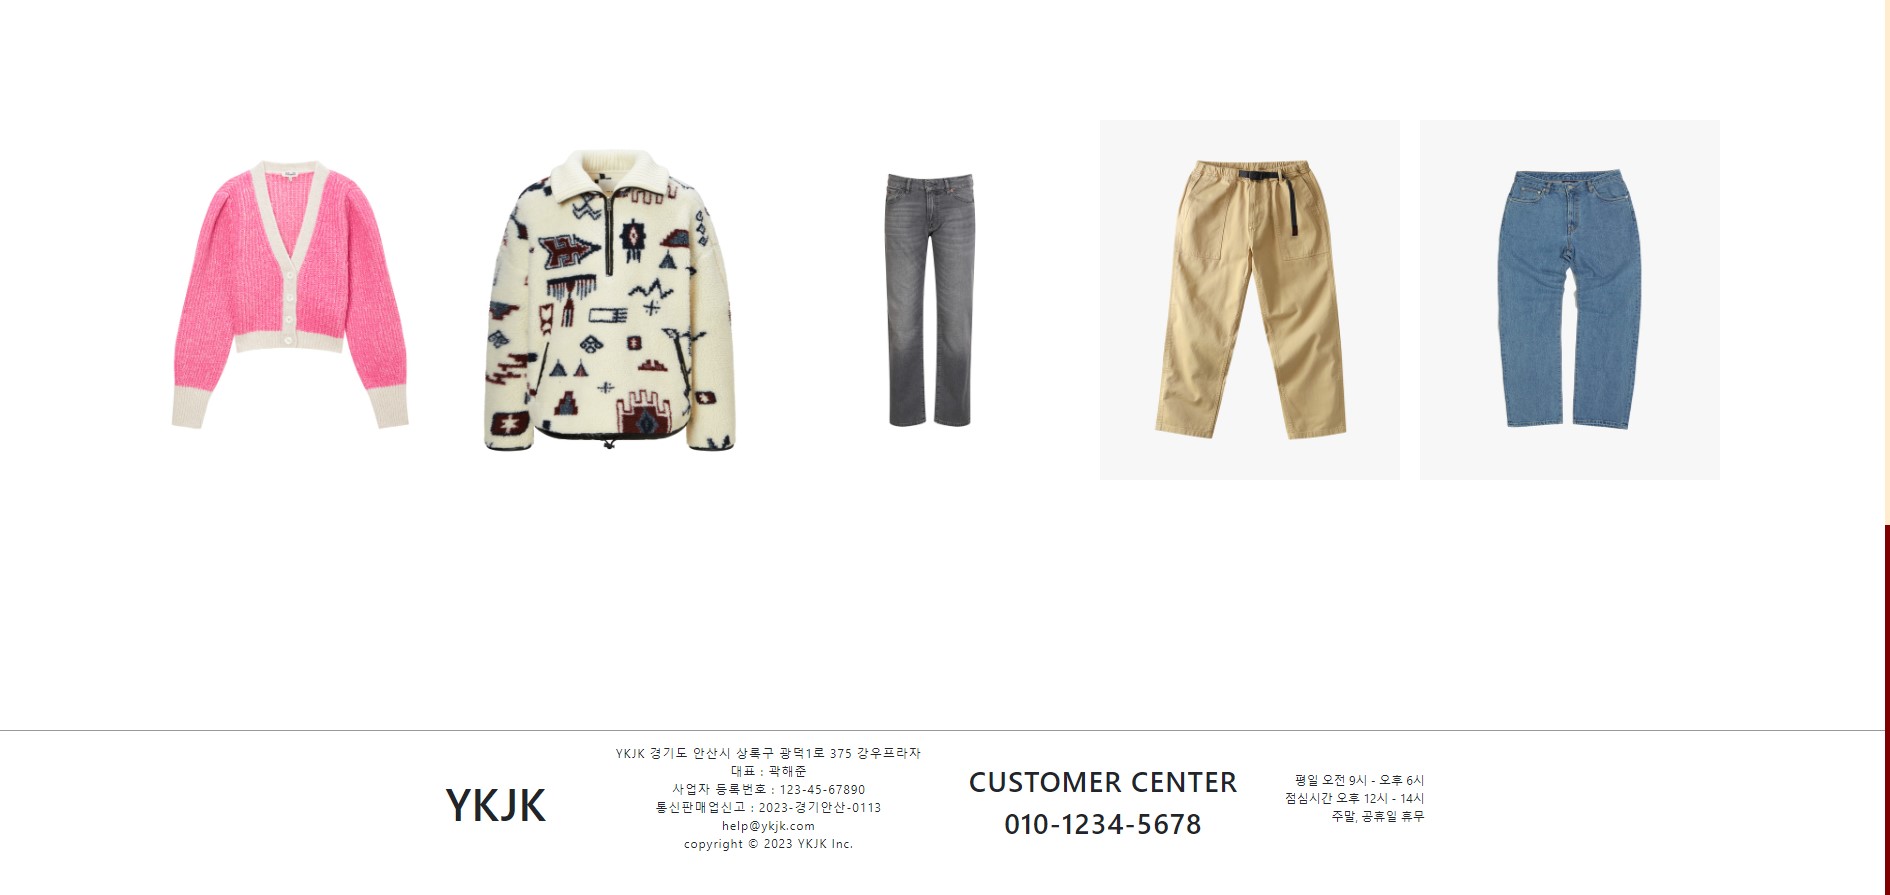 YKJK
YKJK 경기도 안산시 상록구 광덕1로 375 강우프라자
대표 : 곽해준
사업자 등록번호 : 123-45-67890
통신판매업신고 : 2023-경기안산-0113
help@ykjk.com
copyright © 2023 YKJK Inc.
CUSTOMER CENTER
010-1234-5678
평일 오전 9시 - 오후 6시
점심시간 오후 12시 - 14시
주말, 공휴일 휴무